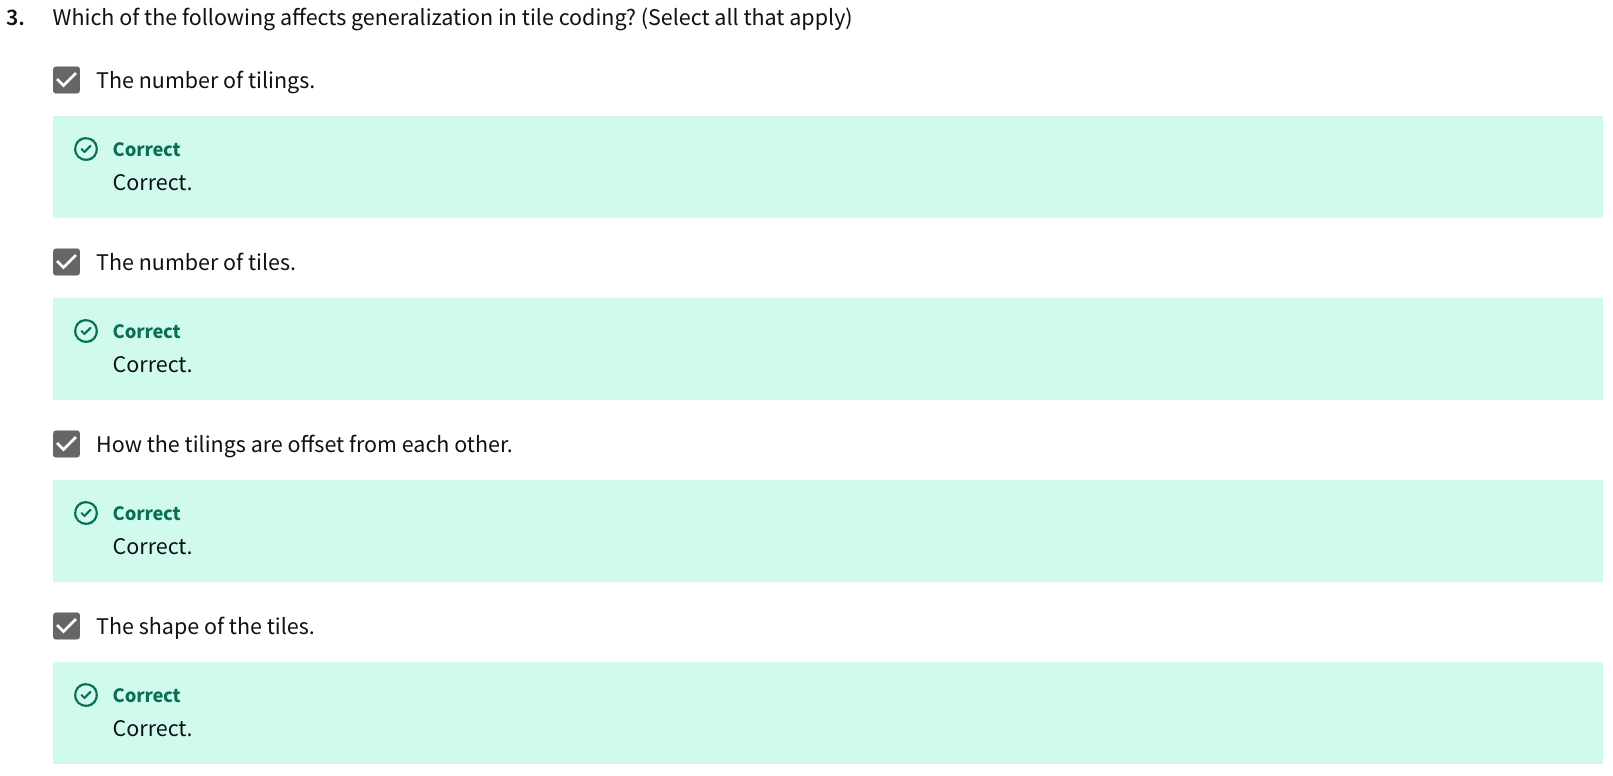 3. Which of the following affects generalization in tile coding? (Select all that apply)
The number of tilings.
Correct
Correct.
The number of tiles.
Correct
Correct.
How the tilings are offset from each other.
Correct
Correct.
The shape of the tiles.
Correct
Correct.